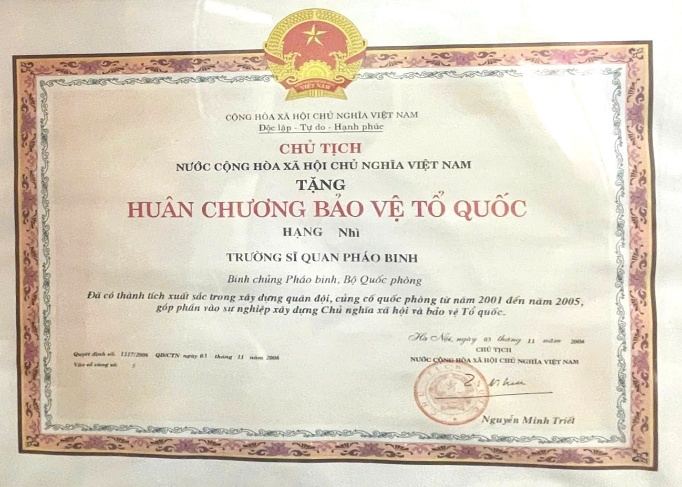 VIỆT NAM
CỘNG HÒA XÃ HỘI CHỦ NGHĨA VIỆT NAM
Độc lập - Tự do - Hạnh phúc
CHỦ TỊCH
NƯỚC CỘNG HÒA XÃ HỘI CHỦ NGHĨA VIỆT NAM
TẶNG
HUÂN CHƯƠNG BẢO VỆ TỔ QUỐC
HẠNG Nhì
TRƯỜNG SĨ QUAN PHÁO BINH
Binh chủng Pháo binh, Bộ Quốc phòng
Đã có thành tích xuất sắc trong xây dựng quân đội, củng cố quốc phòng từ năm 2001 đến năm 2005,
góp phần vào sự nghiệp xây dựng Chủ nghĩa xã hội và bảo vệ Tổ quốc.
Hà Nội, ngày 03 tháng 11 năm 2006
CHỦ TỊCH
NƯỚC CỘNG HÒA XÃ HỘI CHỦ NGHĨA VIỆT NAM
Quyết định số: /2006 QĐ/CTN ngày 03 tháng 11 năm 2006
Vào sổ vàng số: 5
Nguyễn Minh Triết